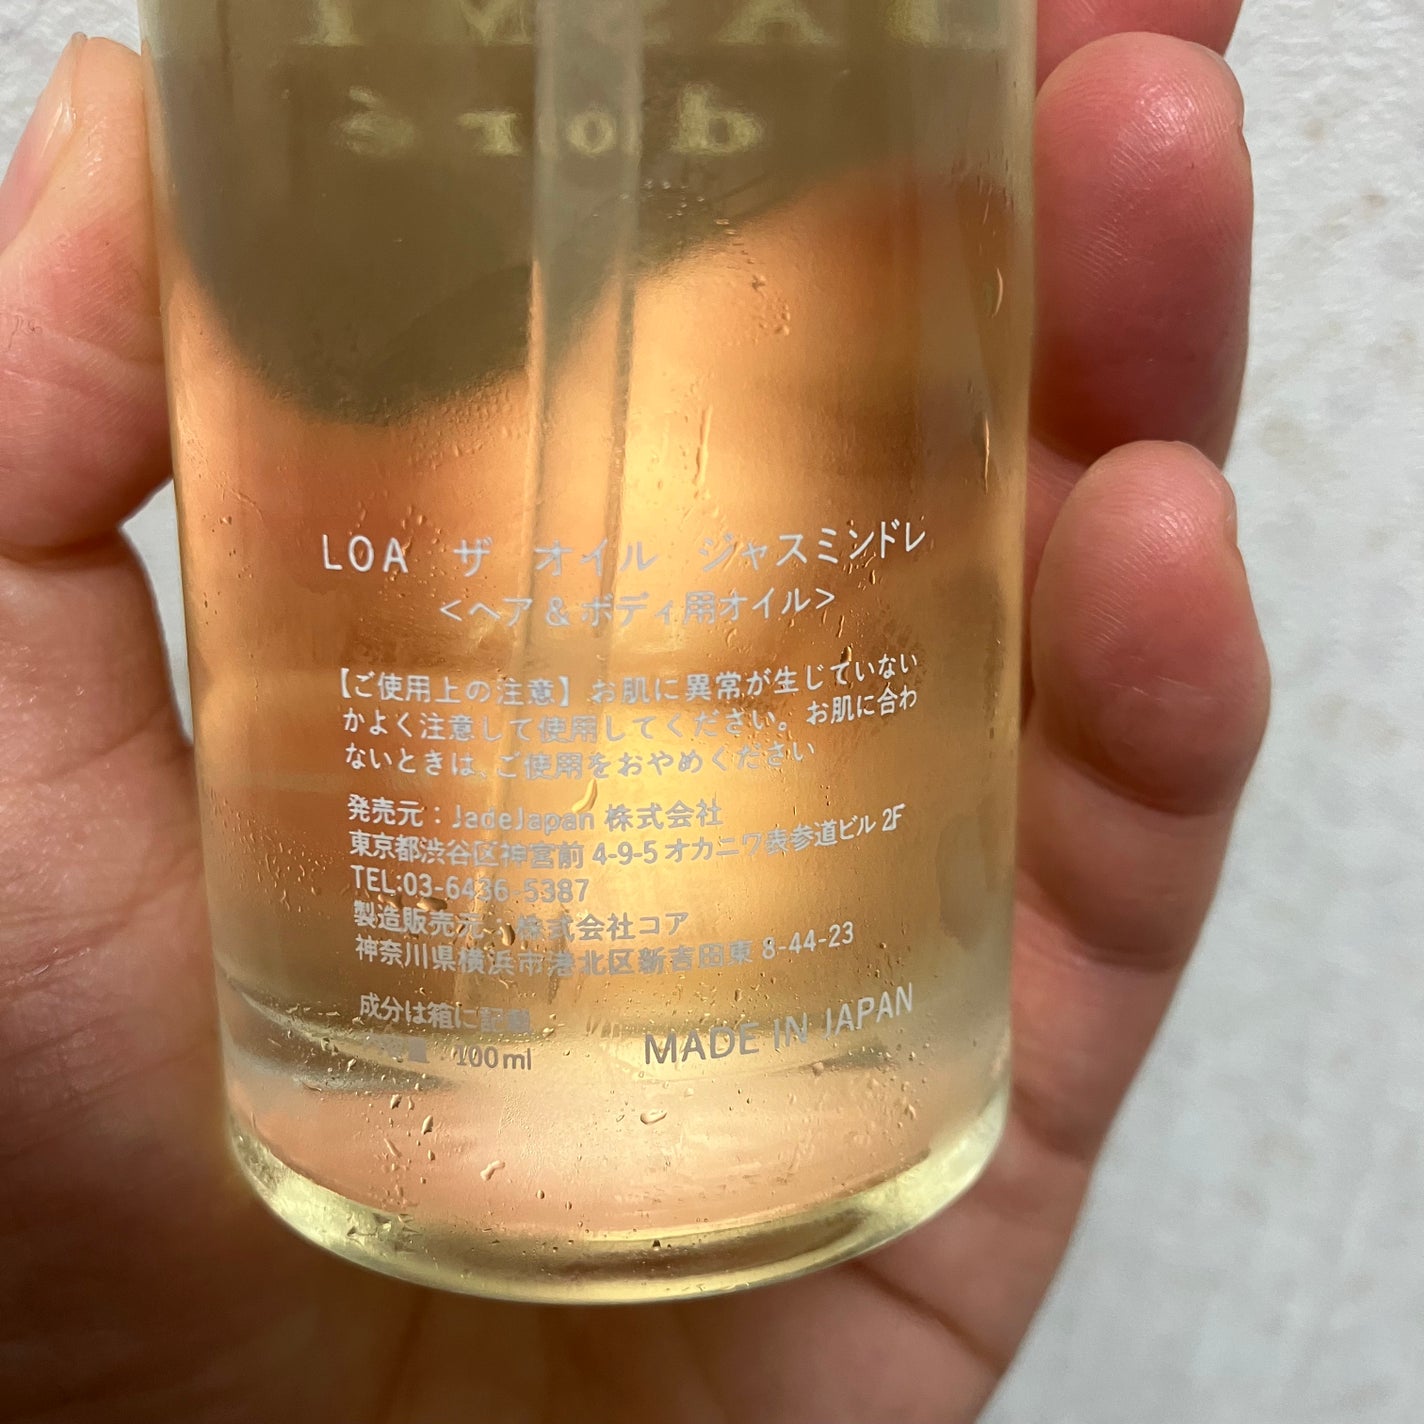 doré
LOA ザ オイル ジャスミンドレ
<ヘア&ボディ用オイル>
【ご使用上の注意】お肌に異常が生じていない
かよく注意して使用してください。お肌に合わ
ないときは、ご使用をおやめください
発売元:JadeJapan 株式会社
東京都渋谷区神宮前 4-9-5 オカニワ表参道ビル 2F
TEL:03-6436-5387
製造販売元:株式会社コア
神奈川県横浜市港北区新吉田東 8-44-23
成分は箱に記載
100ml MADE IN JAPAN